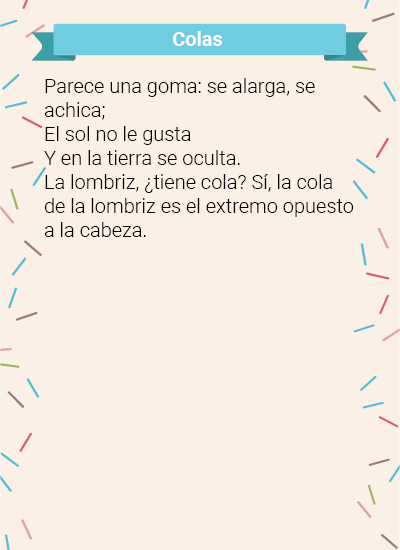 Colas
Parece una goma: se alarga, se
achica;
El sol no le gusta
Y en la tierra se oculta.
La lombriz, ¿tiene cola? Sí, la cola
de la lombriz es el extremo opuesto
a la cabeza.